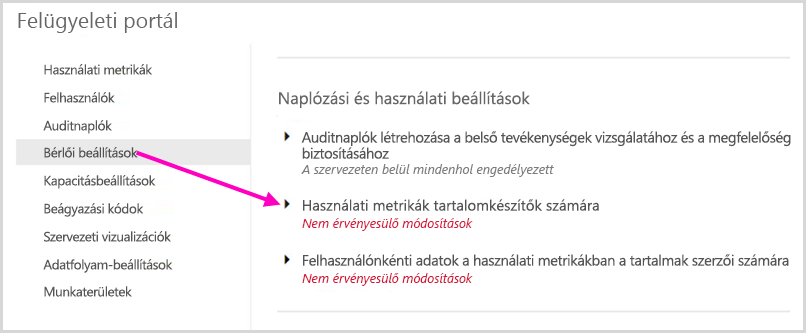 Felügyeleti portál
Használati metrikák
Felhasználók
Auditnaplók
Bérlői beállítások
Kapacitásbeállítások
Beágyazási kódok
Szervezeti vizualizációk
Adatfolyam-beállítások
Munkaterületek
Naplózási és használati beállítások
Auditnaplók létrehozása a belső tevékenységek vizsgálatához és a megfelelőség
biztosításához
A szervezeten belül mindenhol engedélyezett
Használati metrikák tartalomkészítők számára
Nem érvényesülő módosítások
Felhasználónkénti adatok a használati metrikákban a tartalmak szerzői számára
Nem érvényesülő módosítások